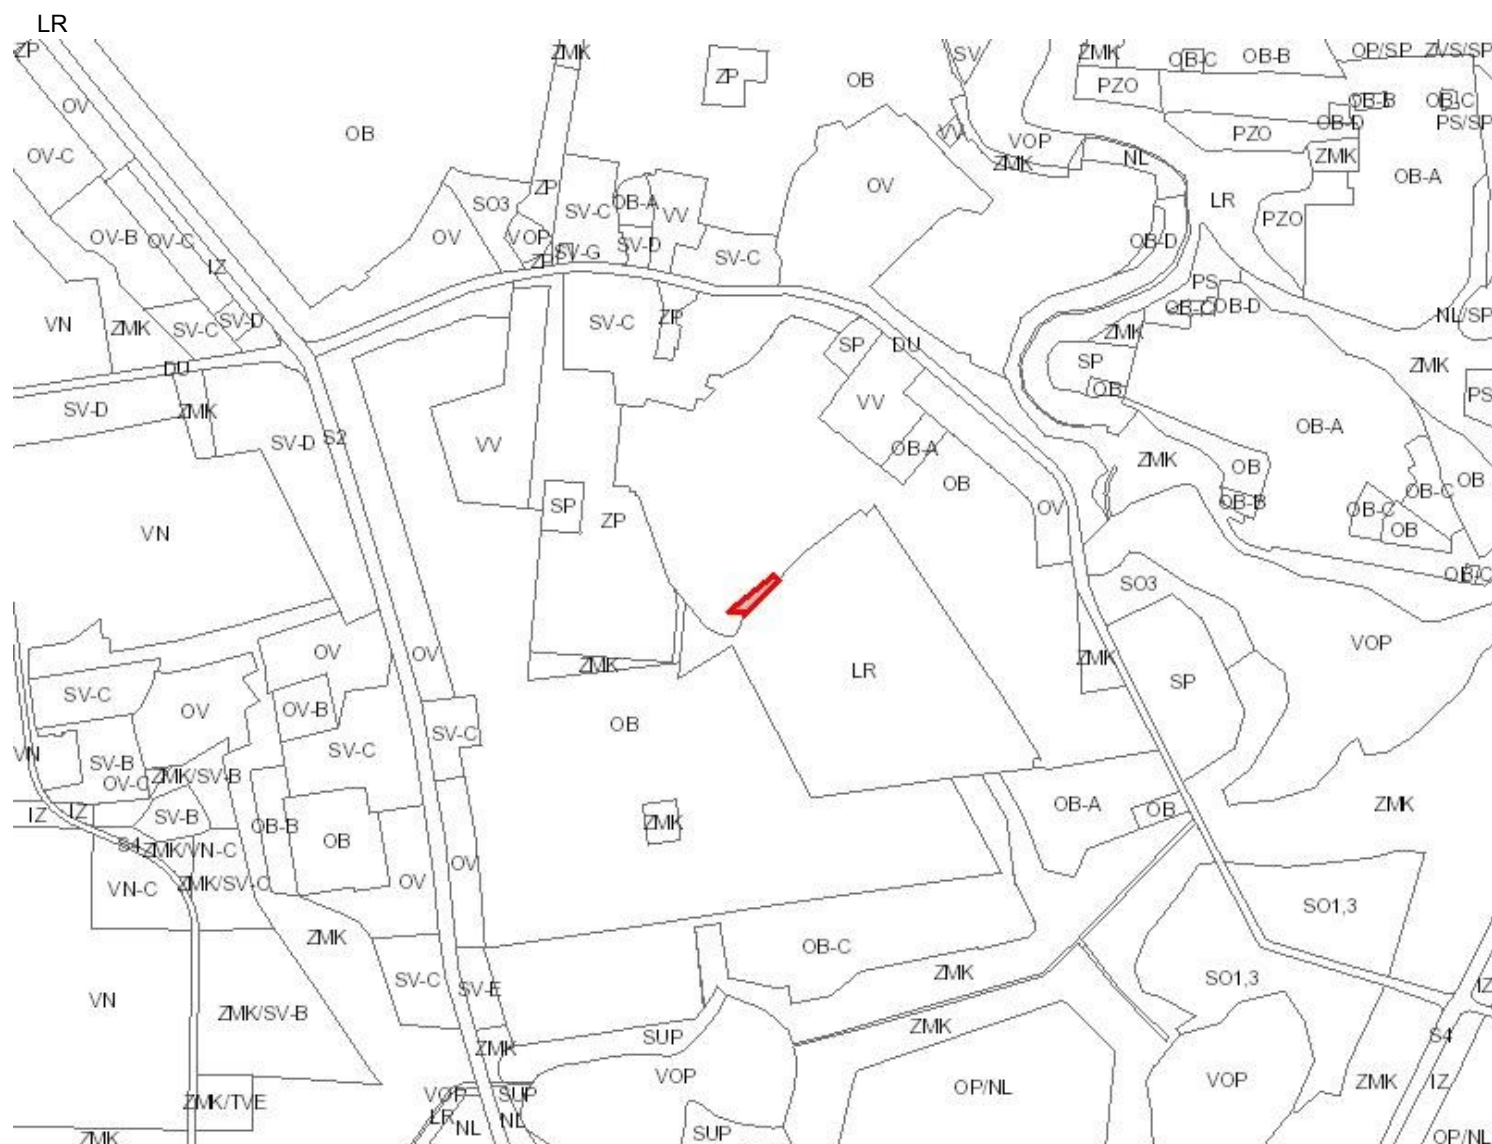 LR
ZP
ZMK
ZP
OB
SV
ZMK
OB-C
OB-B
OP/SP
ZVS/SP
OV
PZO
OB-B
OB-C
OB
VV
VOP
PZO
OB-D
PS/SP
OV-C
ZMK
NL
ZMK
OB-A
ZP
OV
SO3
SV-C
OB-A
VV
LR
PZO
OV-B
OV-C
OV
VOP
SV-G
SV-D
SV-C
OB-D
IZ
ZP
PS
VN
ZMK
SV-C
SV-D
SV-C
ZP
OB-C
OB-D
NL/SP
ZMK
DU
SP
DU
SP
ZMK
OB
PS
SV-D
ZMK
SV-D
S2
VV
VV
OB-A
OB-A
ZMK
OB
OB
OB
OB-C
VN
SP
ZP
OV
OB-B
OB-C
OB
OB-C
SO3
OV
OV
ZMK
LR
ZMK
SP
VOP
SV-C
OV
OV-B
SV-C
SV-C
OB
VN
SV-B
OV-C
ZMK/SV-B
OB-A
OB
ZMK
IZ
IZ
SV-B
OB-B
OB
ZMK
S4
ZMK/VN-C
OV
OV
VN-C
ZMK/SV-C
SO1,3
ZMK
OB-C
SV-C
SV-E
ZMK
SO1,3
IZ
VN
ZMK/SV-B
ZMK
SUP
ZMK
S4
VOP
VOP
SUP
OP/NL
VOP
ZMK
IZ
ZMK/TVE
LR
NL
NL
SUP
ZMK
OP/NL